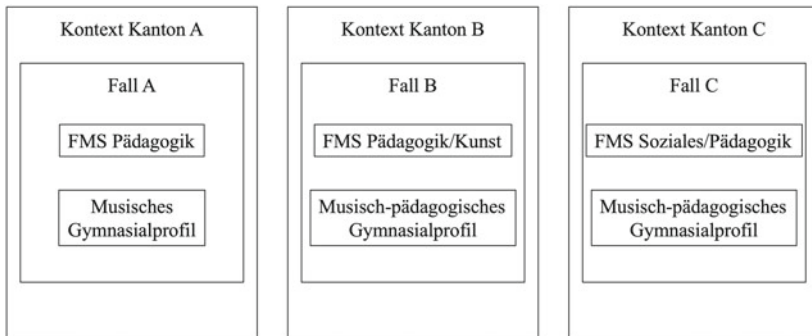 Kontext Kanton A
Fall A
FMS Pädagogik
Musisches
Gymnasialprofil
Kontext Kanton B
Fall B
FMS Pädagogik/Kunst
Musisch-pädagogisches
Gymnasialprofil
Kontext Kanton C
Fall C
FMS Soziales/Pädagogik
Musisch-pädagogisches
Gymnasialprofil